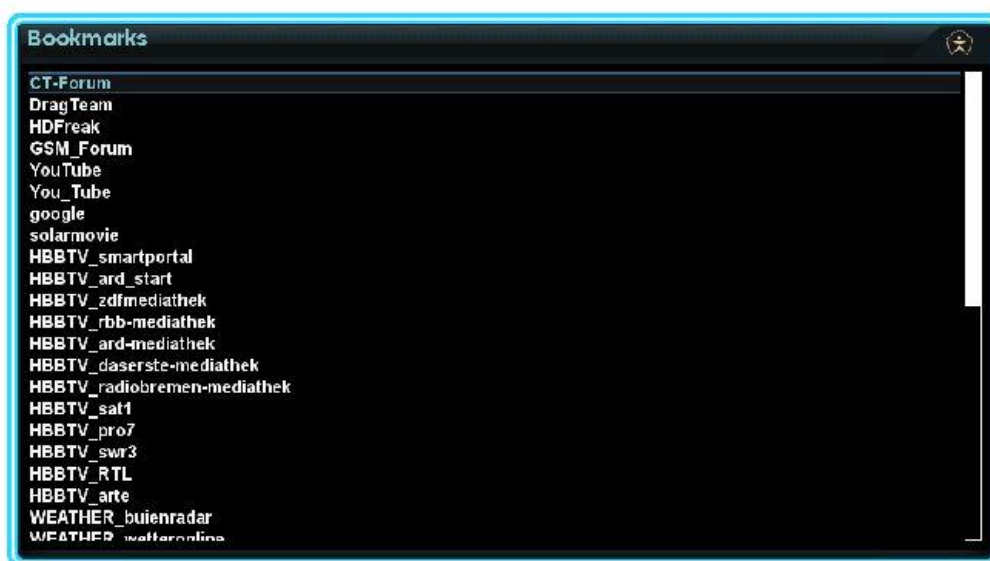 Bookmarks
CT-Forum
DragTeam
HDFreak
GSM_Forum
YouTube
You_Tube
google
solarmovie
HBBTV_smartportal
HBBTV_ard_start
HBBTV_zdfmediathek
HBBTV_rbb-mediathek
HBBTV_ard-mediathek
HBBTV_daserste-mediathek
HBBTV_radiobremen-mediathek
HBBTV_sat1
HBBTV_pro7
HBBTV_swr3
HBBTV_RTL
HBBTV_arte
WEATHER_buienradar
WEATHER_wetteronline